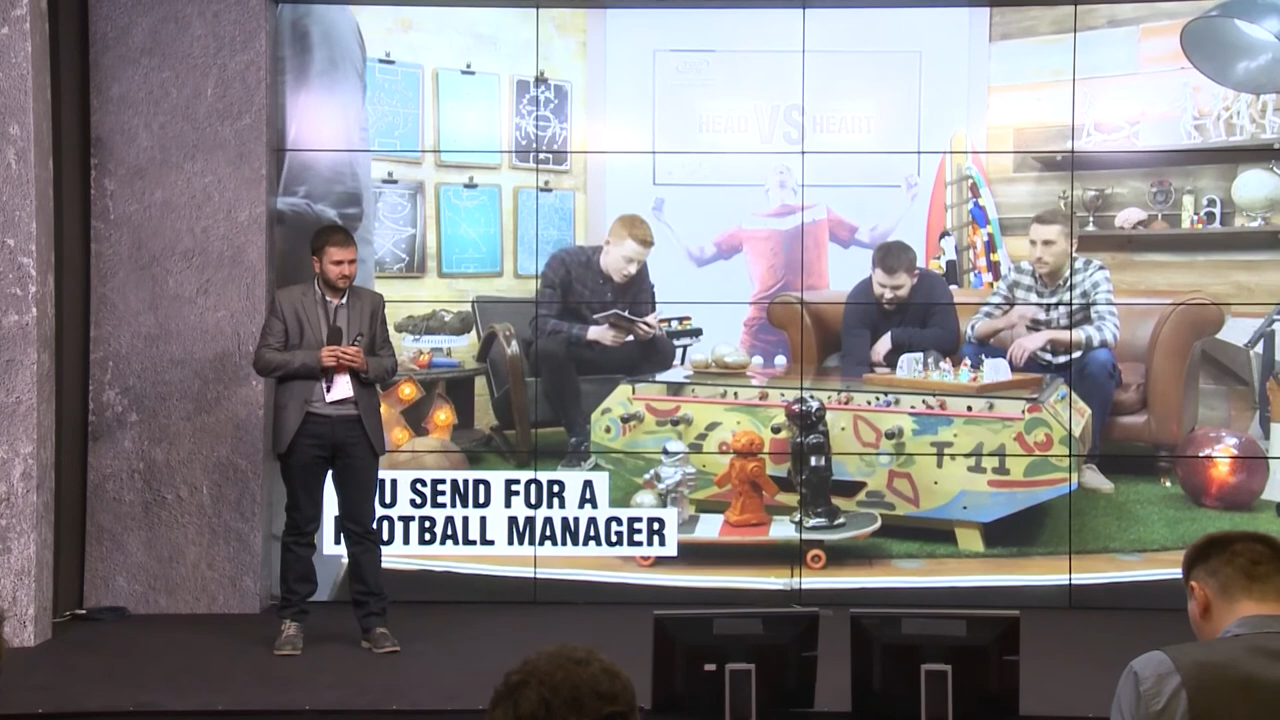 HEAD VS HEART
T-11
U SEND FOR A
OTBALL MANAGER